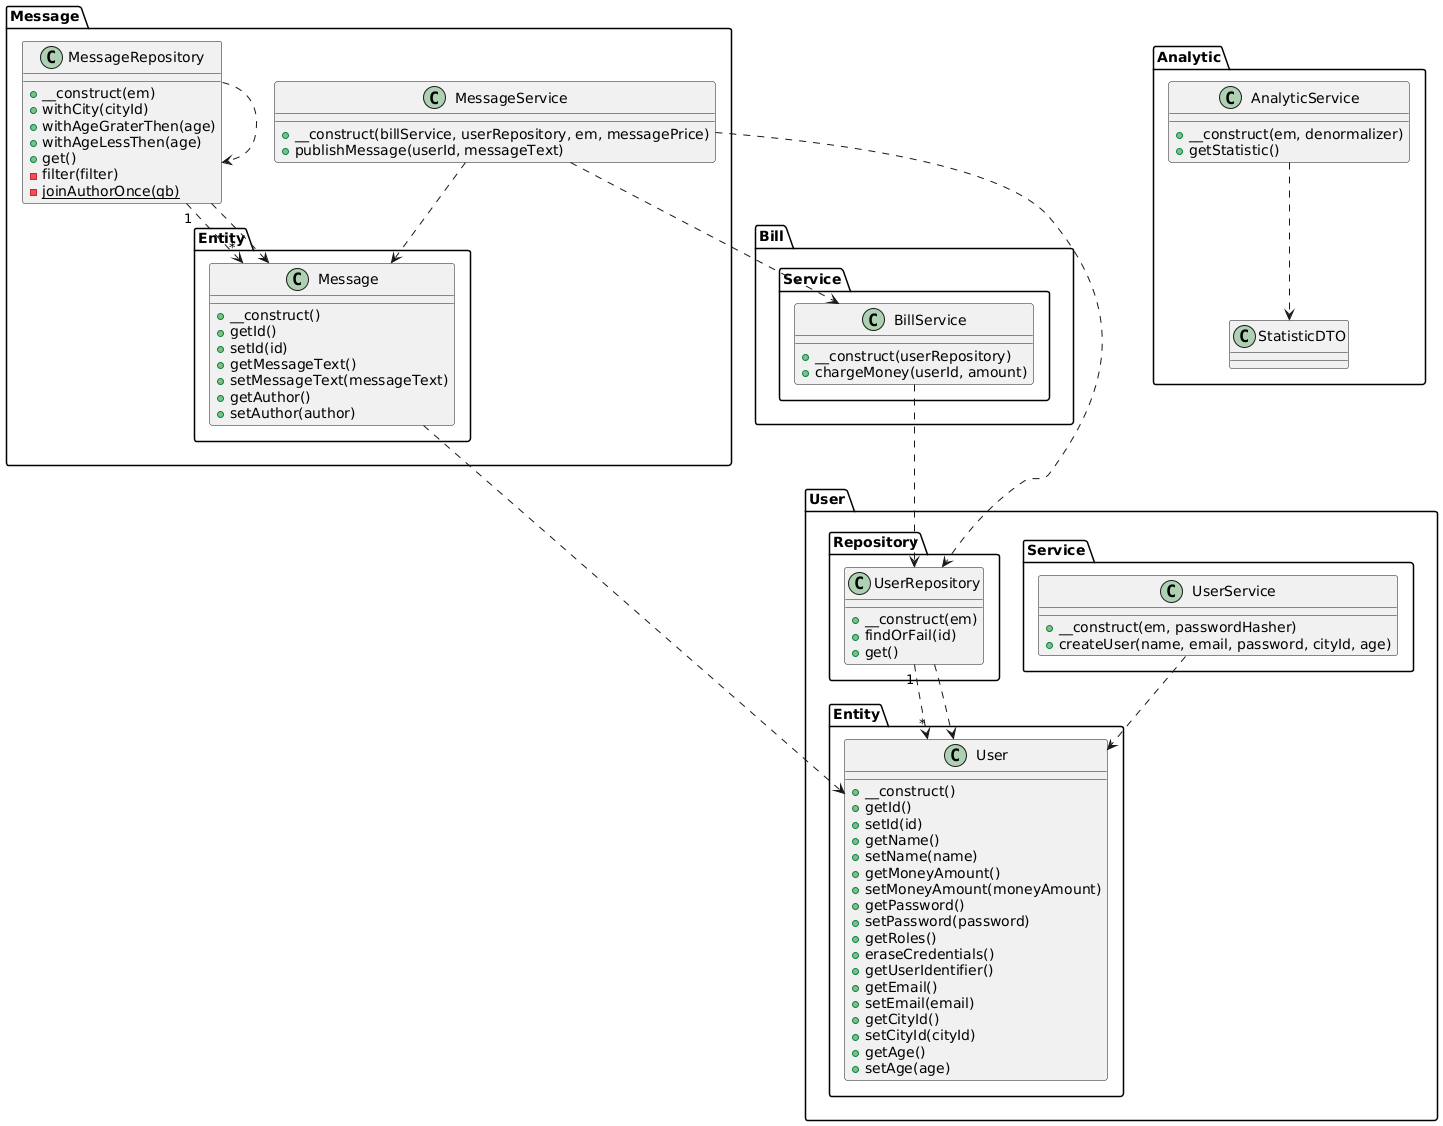 Message
MessageRepository
__construct(em)
withCity(cityId)
withAgeGraterThen(age)
withAgeLessThen(age)
get()
filter(filter)
joinAuthorOnce(qb)
MessageService
__construct(billService, userRepository, em, messagePrice)
publishMessage(userId, messageText)
1
*
Entity
Message
__construct()
getId()
setId(id)
getMessageText()
setMessageText(messageText)
getAuthor()
setAuthor(author)
Bill
Service
BillService
__construct(userRepository)
chargeMoney(userId, amount)
Analytic
AnalyticService
__construct(em, denormalizer)
getStatistic()
StatisticDTO
User
Repository
UserRepository
__construct(em)
findOrFail(id)
get()
Service
UserService
__construct(em, passwordHasher)
createUser(name, email, password, cityId, age)
1
*
Entity
User
__construct()
getId()
setId(id)
getName()
setName(name)
getMoneyAmount()
setMoneyAmount(moneyAmount)
getPassword()
setPassword(password)
getRoles()
eraseCredentials()
getUserIdentifier()
getEmail()
setEmail(email)
getCityId()
setCityId(cityId)
getAge()
setAge(age)